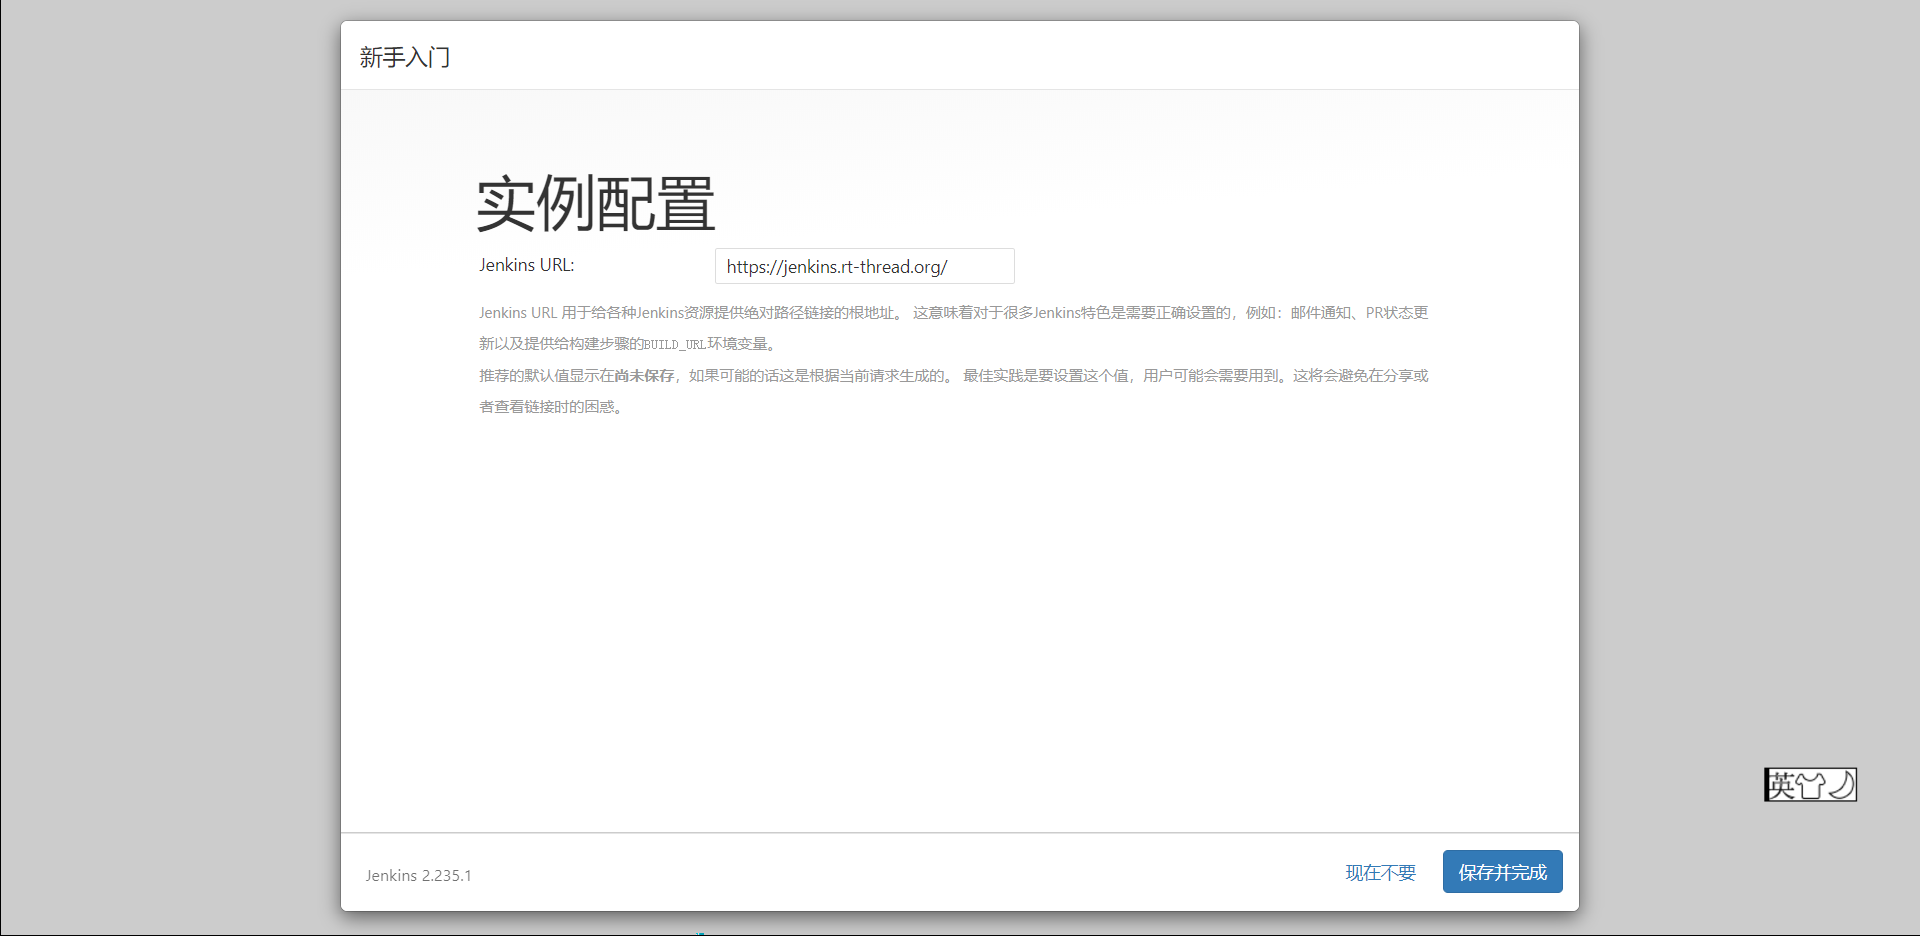 新手入门
实例配置
Jenkins URL:
https://jenkins.rt-thread.org/
Jenkins URL 用于给各种Jenkins资源提供绝对路径链接的根地址。 这意味着对于很多Jenkins特色是需要正确设置的，例如：邮件通知、PR状态更
新以及提供给构建步骤的BUILD_URL环境变量。
推荐的默认值显示在尚未保存，如果可能的话这是根据当前请求生成的。 最佳实践是要设置这个值，用户可能会需要用到。这将会避免在分享或
者查看链接时的困惑。
英
Jenkins 2.235.1
现在不要
保存并完成